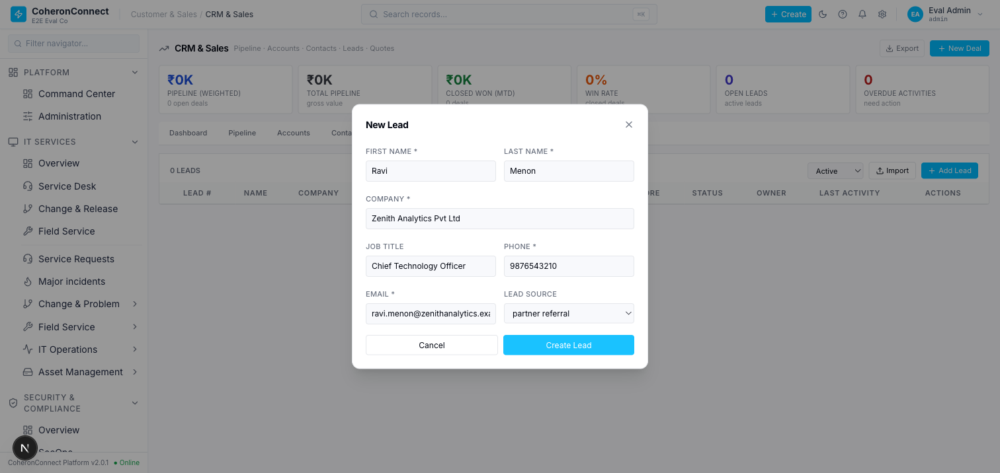 CoheronConnect
E2E Eval Co
Customer & Sales / CRM & Sales
Search records...
⌘K
+ Create
EA
Eval Admin
admin
Filter navigator...
PLATFORM
Command Center
Administration
IT SERVICES
Overview
Service Desk
Change & Release
Field Service
Service Requests
Major incidents
Change & Problem
Field Service
IT Operations
Asset Management
SECURITY &
COMPLIANCE
Overview
SecOps
N
CoheronConnect Platform v2.0.1 ● Online
CRM & Sales Pipeline · Accounts · Contacts · Leads · Quotes
Export
+ New Deal
₹0K
PIPELINE (WEIGHTED)
0 open deals
₹0K
TOTAL PIPELINE
gross value
₹0K
CLOSED WON (MTD)
0 deals
0%
WIN RATE
closed deals
0
OPEN LEADS
active leads
0
OVERDUE ACTIVITIES
need action
Dashboard Pipeline Accounts Conta
0 LEADS
Active
Import
+ Add Lead
LEAD # NAME COMPANY ORE STATUS OWNER LAST ACTIVITY ACTIONS
New Lead
FIRST NAME * LAST NAME *
Ravi Menon
COMPANY *
Zenith Analytics Pvt Ltd
JOB TITLE PHONE *
Chief Technology Officer 9876543210
EMAIL * LEAD SOURCE
ravi.menon@zenithanalytics.exa partner referral
Cancel Create Lead